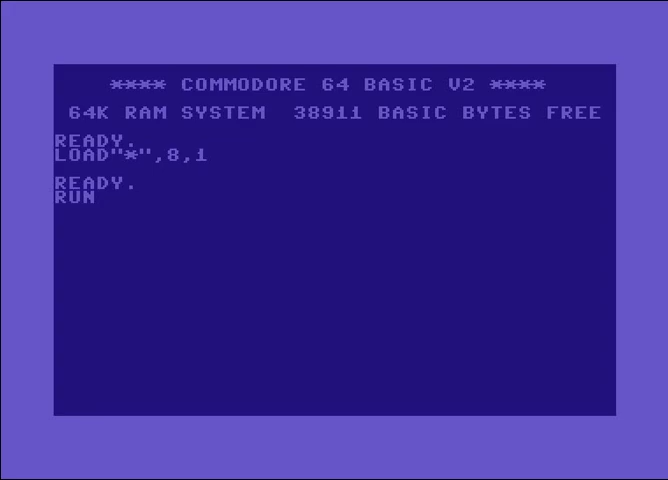 **** COMMODORE 64 BASIC V2 ****
64K RAM SYSTEM  38911 BASIC BYTES FREE
READY.
LOAD"*",8,1
READY.
RUN